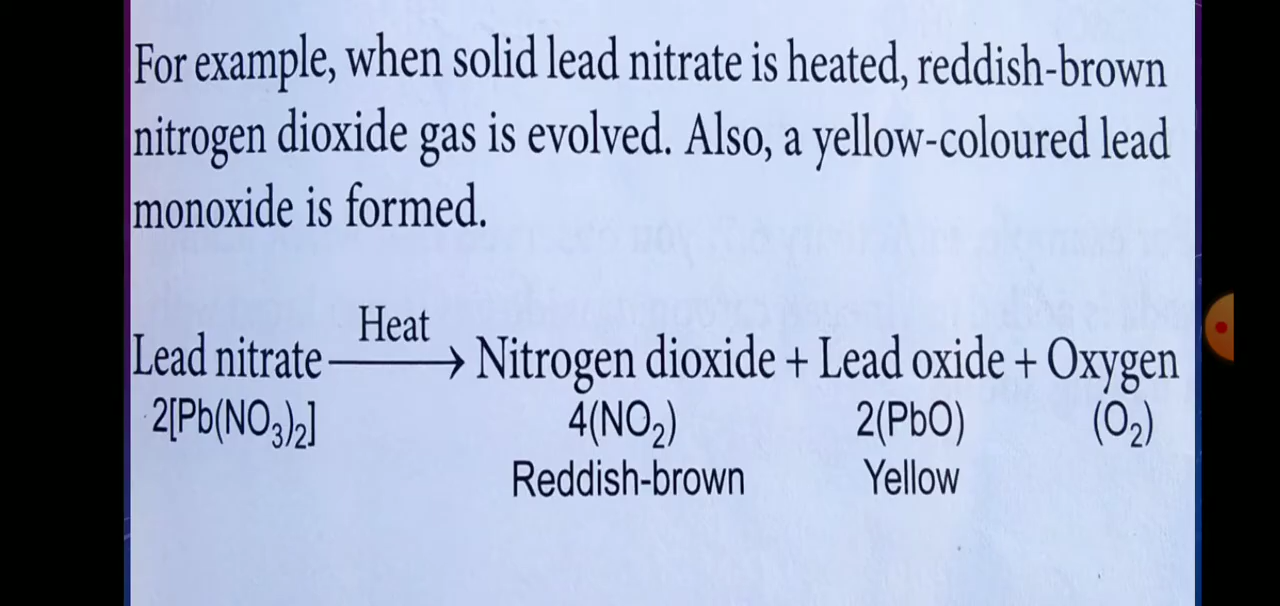 For example, when solid lead nitrate is heated, reddish-brown
nitrogen dioxide gas is evolved. Also, a yellow-coloured lead
monoxide is formed.
Heat
Lead nitrate ⟶ Nitrogen dioxide + Lead oxide + Oxygen
2[Pb(NO₃)₂] 4(NO₂) 2(PbO) (O₂)
Reddish-brown Yellow